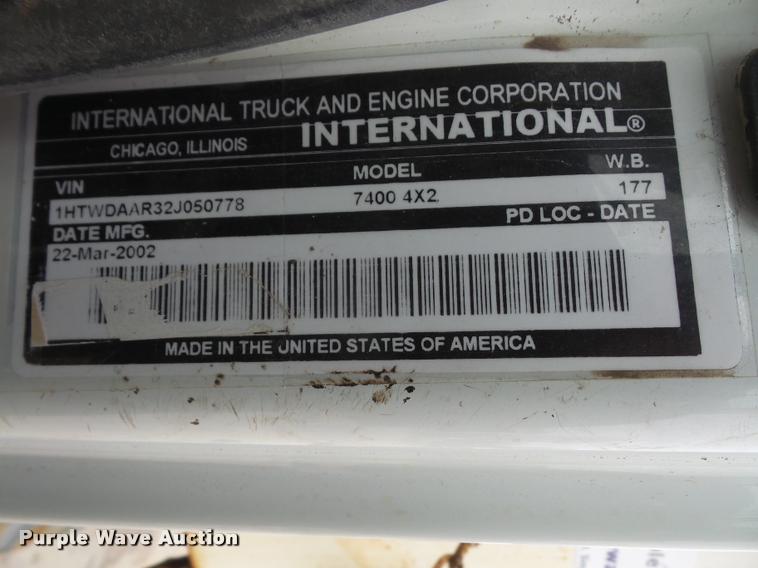 INTERNATIONAL TRUCK AND ENGINE CORPORATION
CHICAGO, ILLINOIS INTERNATIONAL®
VIN MODEL W.B.
1HTWDAAR32J050778 7400 4X2 177
DATE MFG. PD LOC - DATE
22-Mar-2002
MADE IN THE UNITED STATES OF AMERICA
Purple Wave Auction